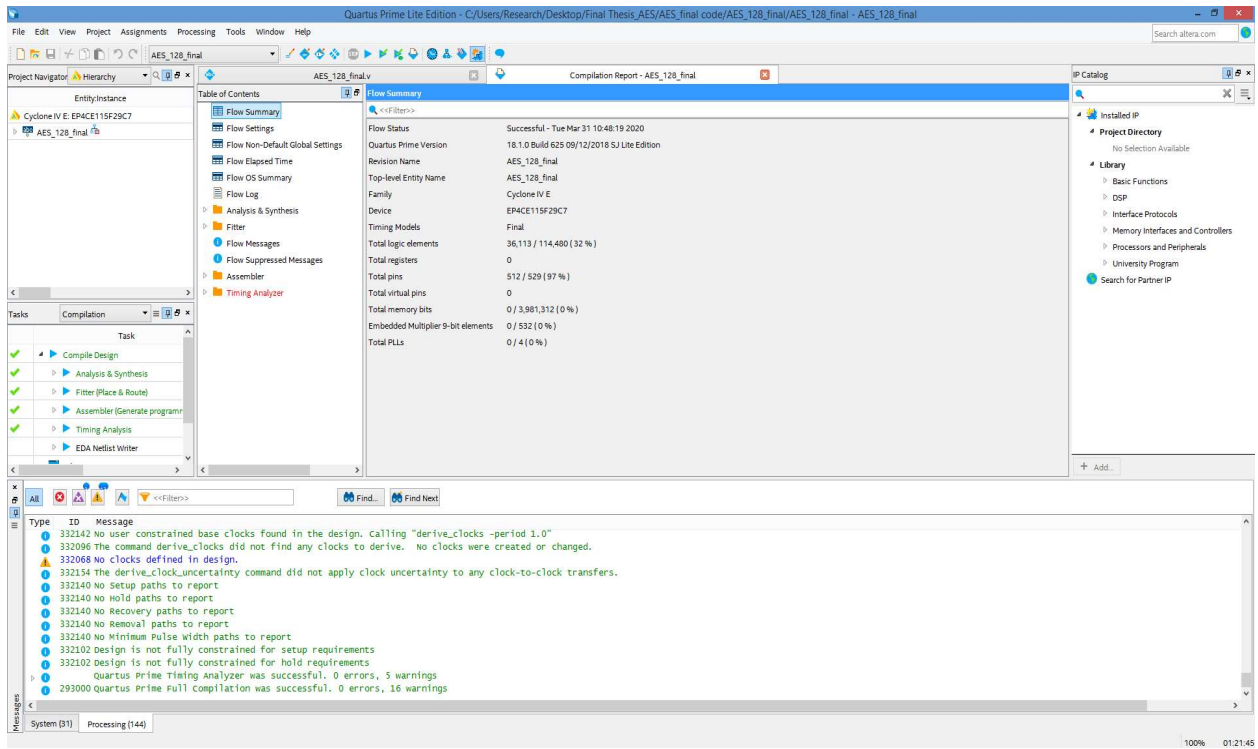 Quartus Prime Lite Edition - C:/Users/Research/Desktop/Final Thesis_AES/AES_final code/AES_128_final/AES_128_final - AES_128_final
File Edit View Project Assignments Processing Tools Window Help
Search altera.com
AES_128_final
Project Navigator Hierarchy
Entity:Instance
Cyclone IV E: EP4CE115F29C7
AES_128_final
Tasks Compilation
Task
Compile Design
Analysis & Synthesis
Fitter (Place & Route)
Assembler (Generate programr
Timing Analysis
EDA Netlist Writer
AES_128_final.v
Compilation Report - AES_128_final
Table of Contents
Flow Summary
Flow Settings
Flow Non-Default Global Settings
Flow Elapsed Time
Flow OS Summary
Flow Log
Analysis & Synthesis
Fitter
Flow Messages
Flow Suppressed Messages
Assembler
Timing Analyzer
Flow Summary
<<Filter>>
Flow Status Successful - Tue Mar 31 10:48:19 2020
Quartus Prime Version 18.1.0 Build 625 09/12/2018 SJ Lite Edition
Revision Name AES_128_final
Top-level Entity Name AES_128_final
Family Cyclone IV E
Device EP4CE115F29C7
Timing Models Final
Total logic elements 36,113 / 114,480 ( 32 % )
Total registers 0
Total pins 512 / 529 ( 97 % )
Total virtual pins 0
Total memory bits 0 / 3,981,312 ( 0 % )
Embedded Multiplier 9-bit elements 0 / 532 ( 0 % )
Total PLLs 0 / 4 ( 0 % )
IP Catalog
Installed IP
Project Directory
No Selection Available
Library
Basic Functions
DSP
Interface Protocols
Memory Interfaces and Controllers
Processors and Peripherals
University Program
Search for Partner IP
+ Add...
All <<Filter>> Find... Find Next
Type ID Message
332142 No user constrained base clocks found in the design. Calling "derive_clocks -period 1.0"
332096 The command derive_clocks did not find any clocks to derive. No clocks were created or changed.
332068 No clocks defined in design.
332154 The derive_clock_uncertainty command did not apply clock uncertainty to any clock-to-clock transfers.
332140 No Setup paths to report
332140 No Hold paths to report
332140 No Recovery paths to report
332140 No Removal paths to report
332140 No Minimum Pulse Width paths to report
332102 Design is not fully constrained for setup requirements
332102 Design is not fully constrained for hold requirements
Quartus Prime Timing Analyzer was successful. 0 errors, 5 warnings
293000 Quartus Prime Full Compilation was successful. 0 errors, 16 warnings
Messages
System (31) Processing (144)
100% 01:21:45